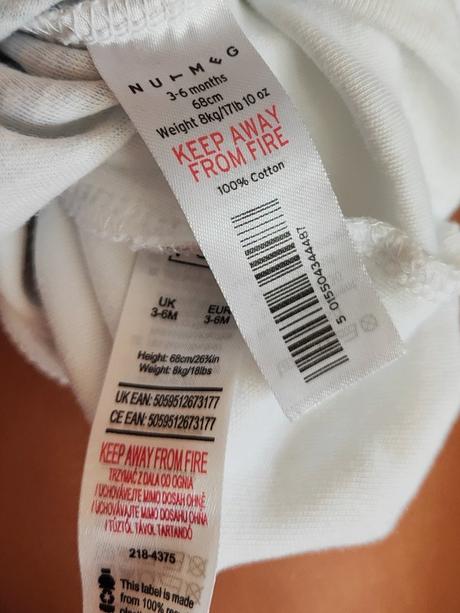 NUTMEG
3-6 months
68cm
Weight 8kg/17lb 10 oz
KEEP AWAY
FROM FIRE
100% Cotton
5 015504344487
UK
3-6M
EUR
3-6M
Height: 68cm/26¾in
Weight: 8kg/18lbs
UK EAN: 5059512673177
CE EAN: 5059512673177
KEEP AWAY FROM FIRE
TRZYMAĆ Z DALA OD OGNIA
/ UCHOVÁVEJTE MIMO DOSAH OHNĚ
/ UCHOVÁVAJTE MIMO DOSAHU OHŇA
/ TŰZTŐL TÁVOL TARTANDÓ
218-4375
This label is made
from 100%